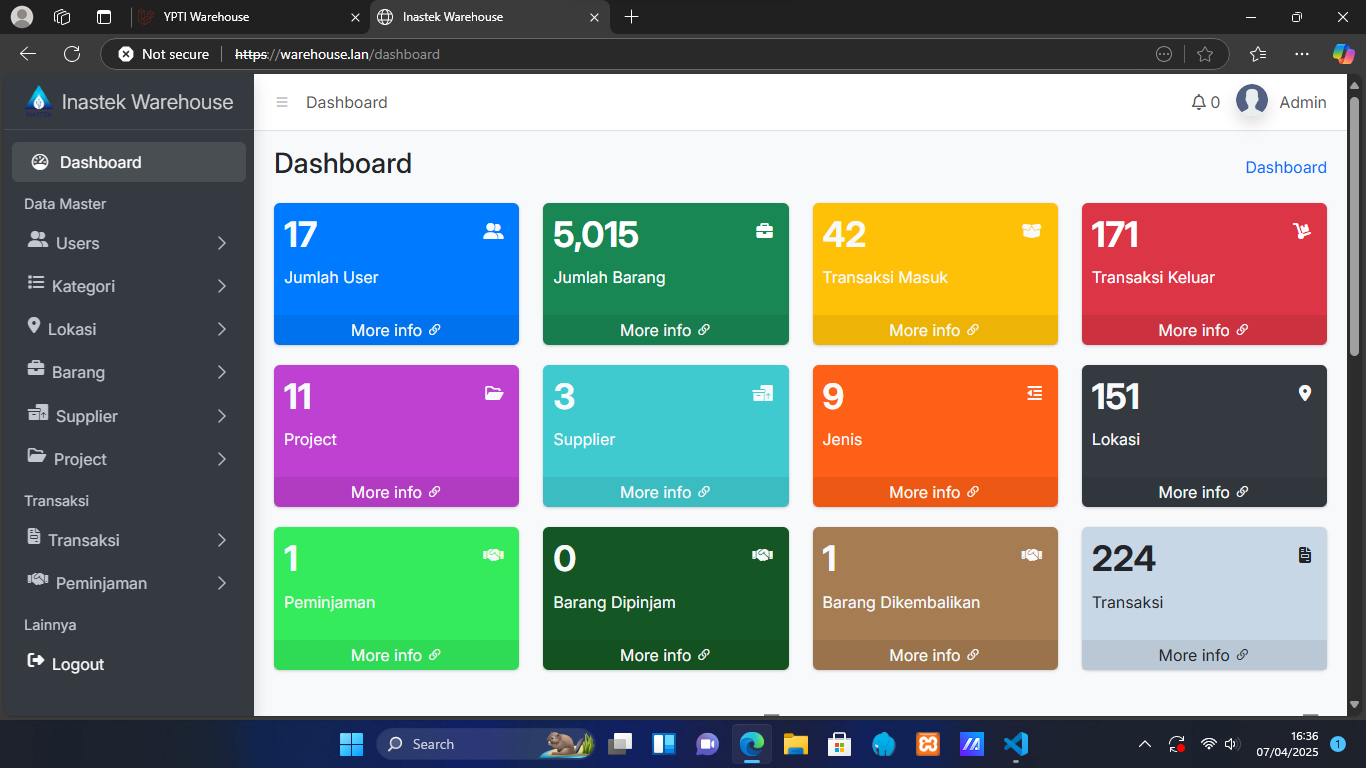 YPTI Warehouse
Inastek Warehouse
Not secure
https://warehouse.lan/dashboard
Inastek Warehouse
Dashboard
0
Admin
Dashboard
Data Master
Users
Kategori
Lokasi
Barang
Supplier
Project
Transaksi
Transaksi
Peminjaman
Lainnya
Logout
Dashboard
Dashboard
17
Jumlah User
More info
5,015
Jumlah Barang
More info
42
Transaksi Masuk
More info
171
Transaksi Keluar
More info
11
Project
More info
3
Supplier
More info
9
Jenis
More info
151
Lokasi
More info
1
Peminjaman
More info
0
Barang Dipinjam
More info
1
Barang Dikembalikan
More info
224
Transaksi
More info
Search
16:36
07/04/2025
1